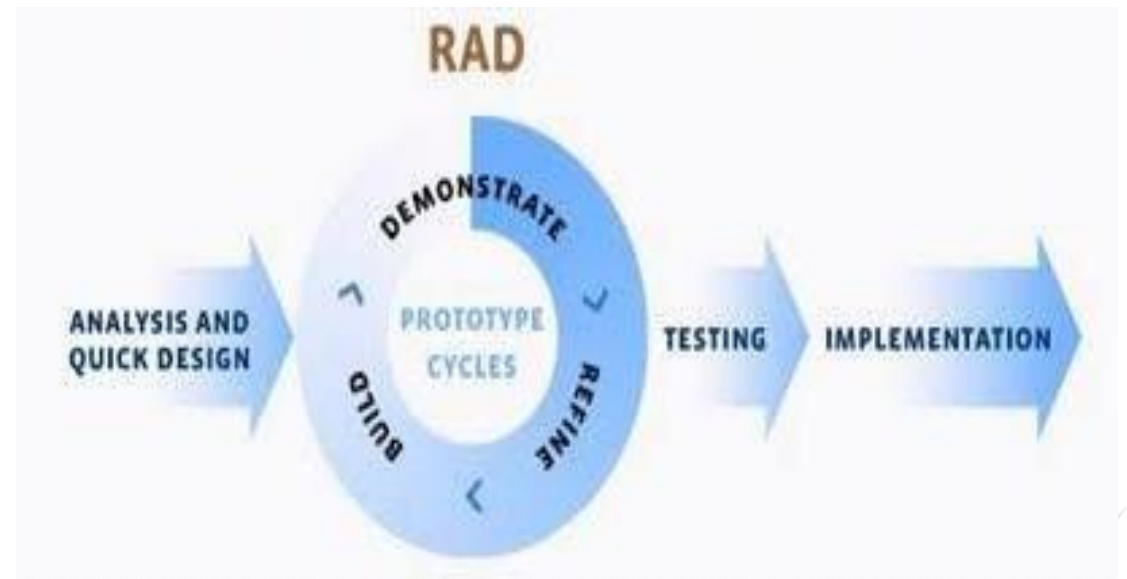 RAD
ANALYSIS AND
QUICK DESIGN
DEMONSTRATE
PROTOTYPE
CYCLES
REFINE
BUILD
TESTING
IMPLEMENTATION